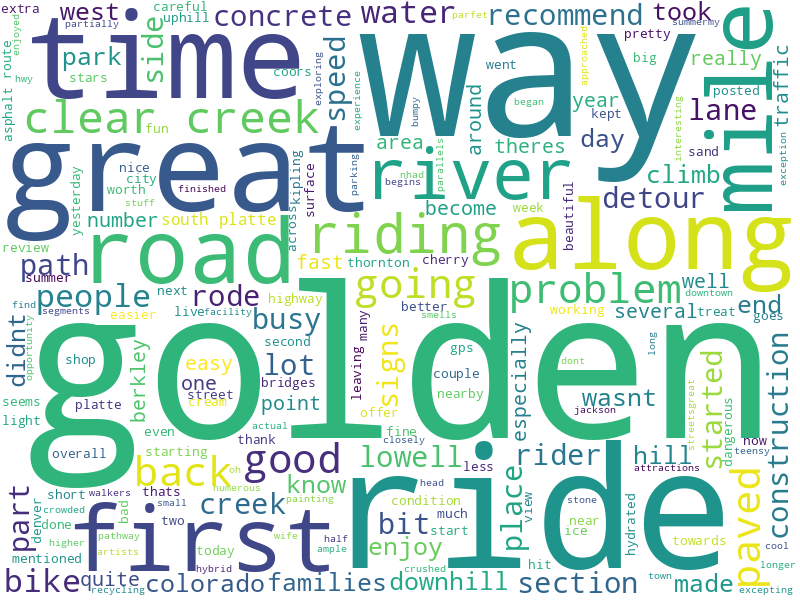 extra
west
partially
careful
uphill
concrete
water
parfet
recommend
took
summermy
enjoyed
time
way
mile
park
side
stars
coors
speed
exploring
went
approached
pretty
big
really
traffic
hwy
asphalt route
clear creek
fun
experience
bumpy
began
around
year
kept
posted
lane
interesting
sand
exception
great
nice
city
worth
stuff
finished
kipling
surface
parking
area
theres
day
river
nhad
begins
parallels
climb
detour
yesterday
number
south platte
across
become
week
beautiful
along
review
road
riding
summer
path
fast
thornton
cherry
going
problem
well
downtown
find
segments
people
next
rode
highway
better
working
several
treat
end
goes
easier
live
facility
busy
second
many
smells
signs
gps
couple
nearby
especially
long
didnt
opportunity
golden
shop
easy
lot
leaving
wasnt
dont
construction
seems
platte
berkley
one
street
cream
bridges
point
offer
jackson
streetsgreat
started
dangerous
light
even
actual
fine
closely
hill
now
teensy
overall
starting
thank
oh
numerous
back
good
lowell
less
rider
attractions
part
short
crowded
walkers
thats
small
know
painting
condition
head
place
view
stone
near
ice
hydrated
towards
paved
cool
longer
denver
done
bad
two
creek
bit
much
start
first
ride
mentioned
higher
pathway
artists
today
hybrid
wife
half
ample
enjoy
crushed
hit
town
bike
quite
recycling
colorado
families
downhill
section
made
excepting